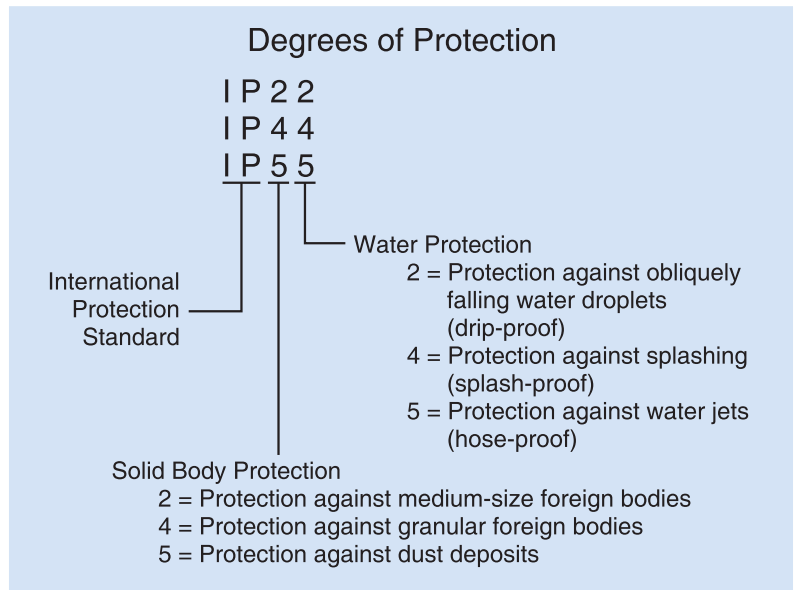 Degrees of Protection
I P 2 2
I P 4 4
I P 5 5
Water Protection
2 = Protection against obliquely
falling water droplets
(drip-proof)
4 = Protection against splashing
(splash-proof)
5 = Protection against water jets
(hose-proof)
International
Protection
Standard
Solid Body Protection
2 = Protection against medium-size foreign bodies
4 = Protection against granular foreign bodies
5 = Protection against dust deposits